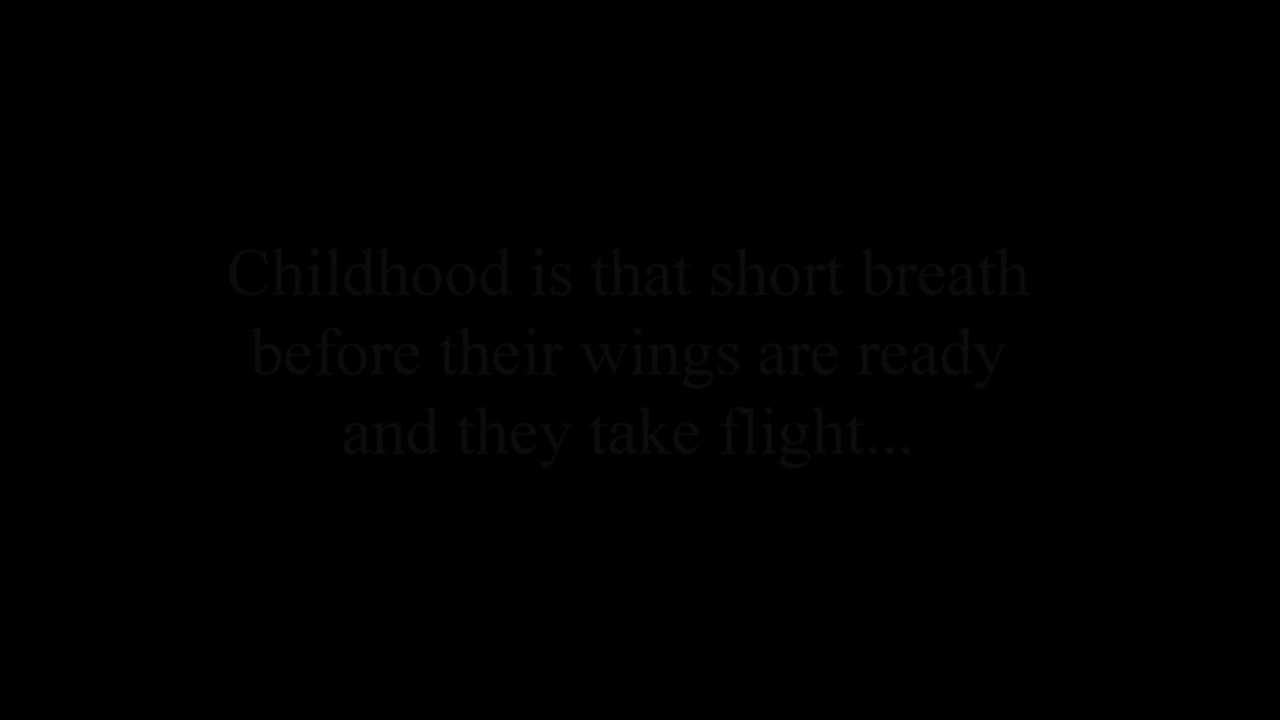 Childhood is that short breath
before their wings are ready
and they take flight...